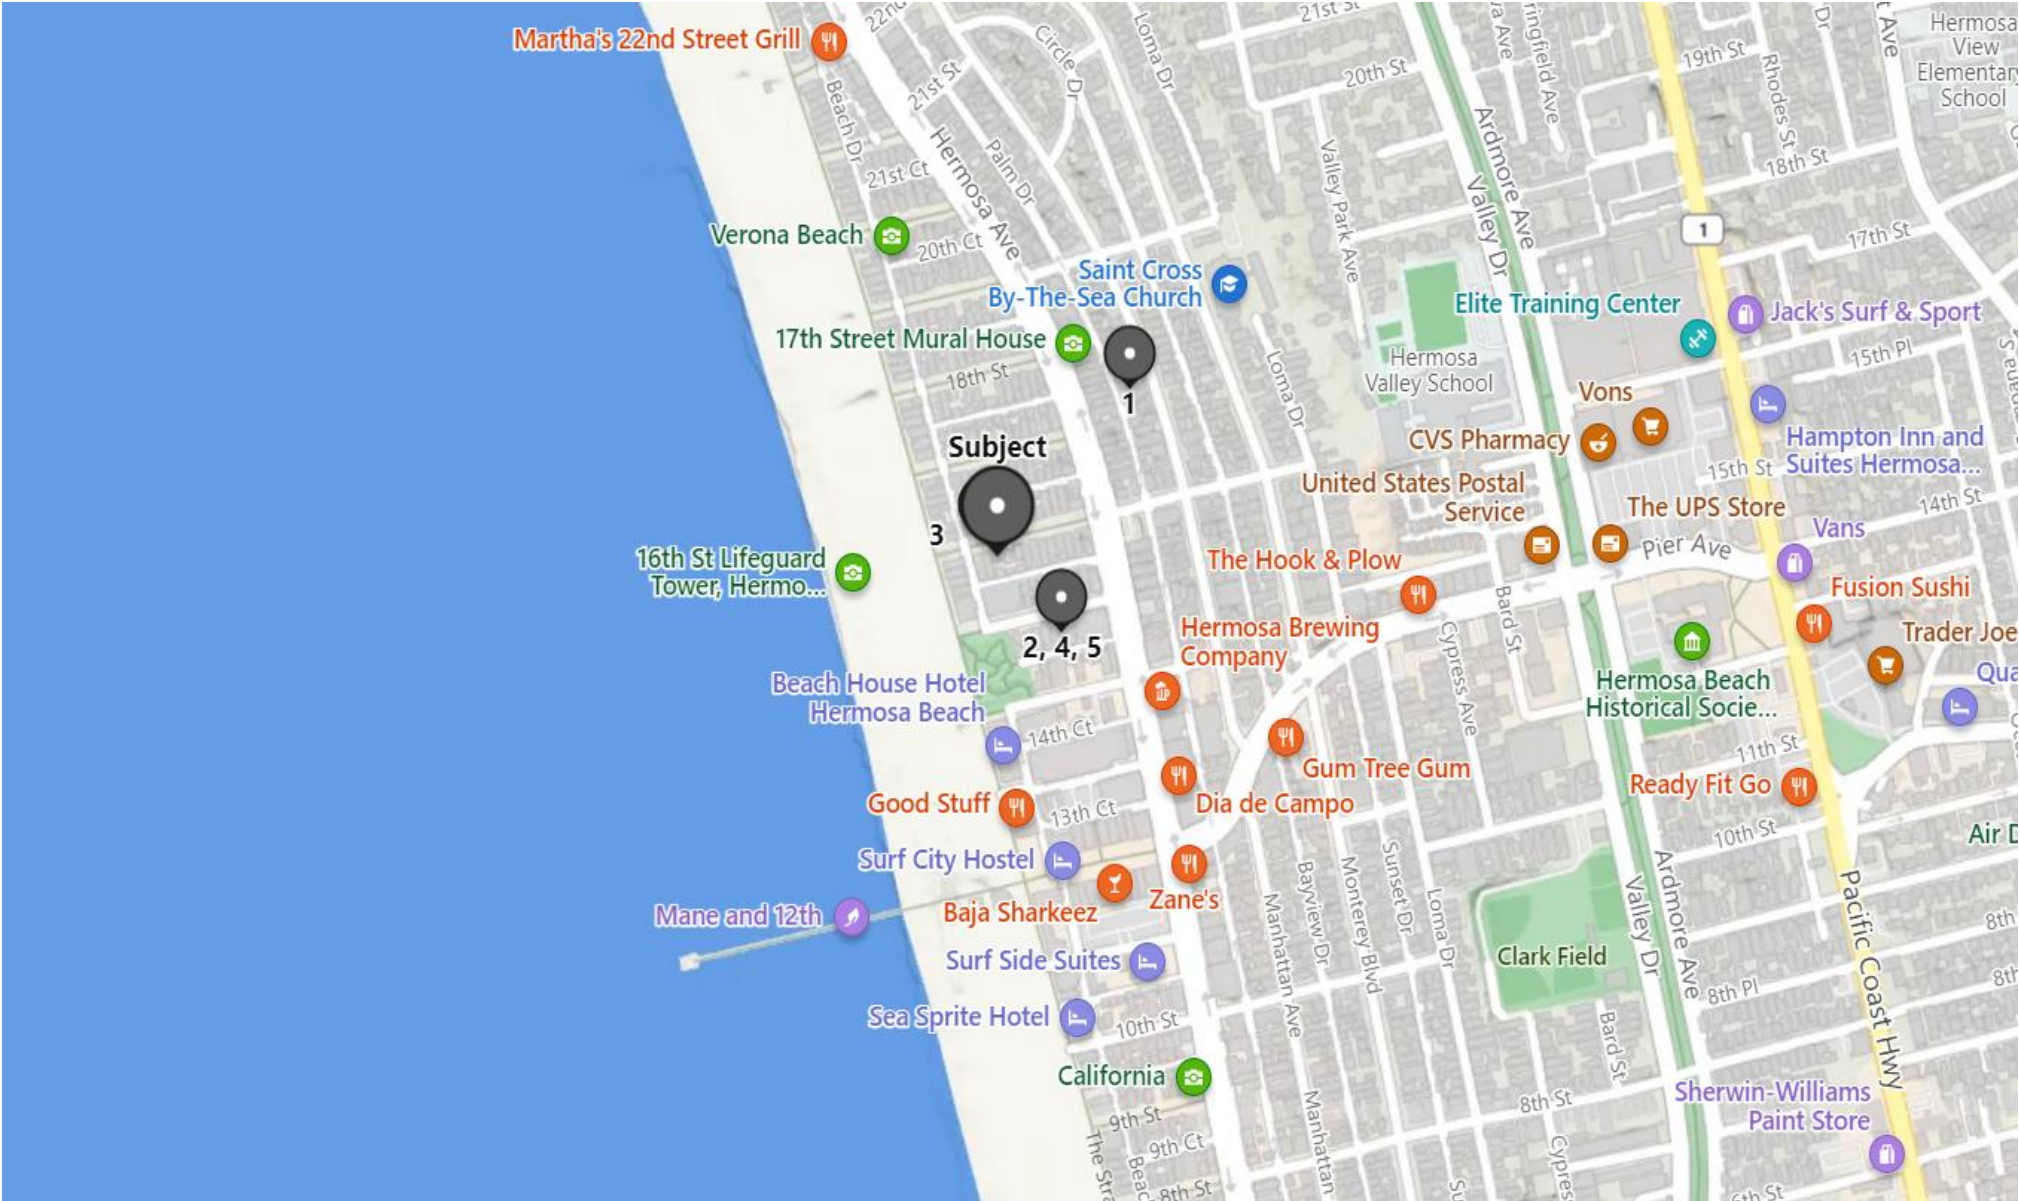 Martha's 22nd Street Grill
22nd
21st St
Beach Dr
Circle Dr
Loma Dr
21st St
20th St
Ardmore Ave
Valley Dr
19th St
Rhodes St
Dr
Hermosa
View
Elementary
School
18th St
17th St
1
21st Ct
Palm Dr
Hermosa Ave
Valley Park Ave
Verona Beach
20th Ct
Saint Cross
By-The-Sea Church
Elite Training Center
Jack's Surf & Sport
17th Street Mural House
18th St
1
Loma Dr
Hermosa
Valley School
15th Pl
Vons
CVS Pharmacy
Hampton Inn and
Suites Hermosa...
15th St
14th St
Subject
3
United States Postal
Service
The UPS Store
Pier Ave
Vans
16th St Lifeguard
Tower, Hermo...
The Hook & Plow
Bard St
Fusion Sushi
2, 4, 5
Hermosa Brewing
Company
Cypress Ave
Trader Joe
Hermosa Beach
Historical Socie...
Qua
Beach House Hotel
Hermosa Beach
14th Ct
11th St
Gum Tree Gum
Ready Fit Go
Good Stuff
13th Ct
Dia de Campo
10th St
Air
Surf City Hostel
Zane's
Baja Sharkeez
Mane and 12th
Manhattan Ave
Bayview Dr
Monterey Blvd
Sunset Dr
Loma Dr
Clark Field
Valley Dr
Ardmore Ave
Pacific Coast Hwy
8th
8th
8th Pl
Surf Side Suites
Sea Sprite Hotel
10th St
California
Bard St
8th St
Sherwin-Williams
Paint Store
9th St
9th Ct
8th St
Manhattan
Cypres
6th St